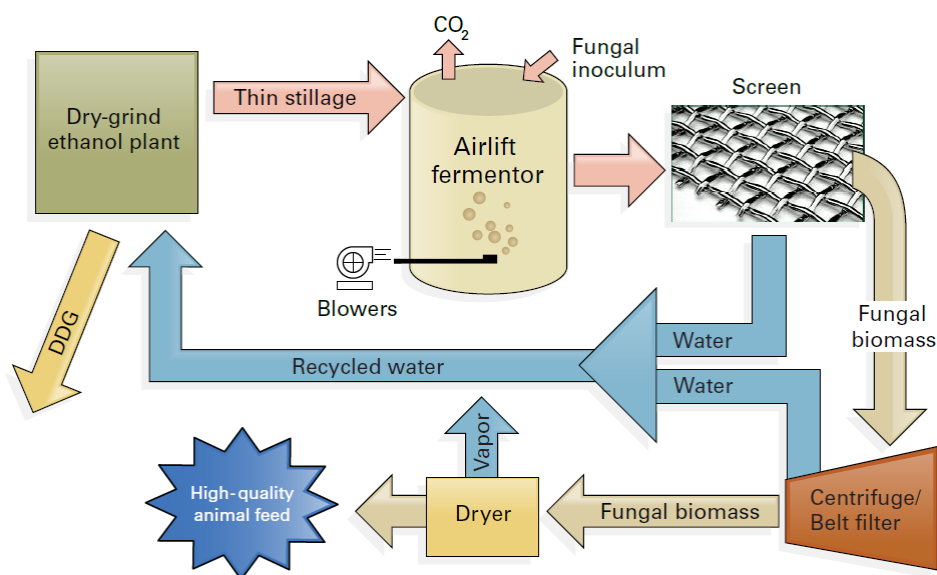 CO2
Fungal
inoculum
Dry-grind
ethanol plant
Thin stillage
Airlift
fermentor
Screen
Blowers
DDG
Fungal
biomass
Water
Recycled water
Water
Vapor
High-quality
animal feed
Dryer
Fungal biomass
Centrifuge/
Belt filter